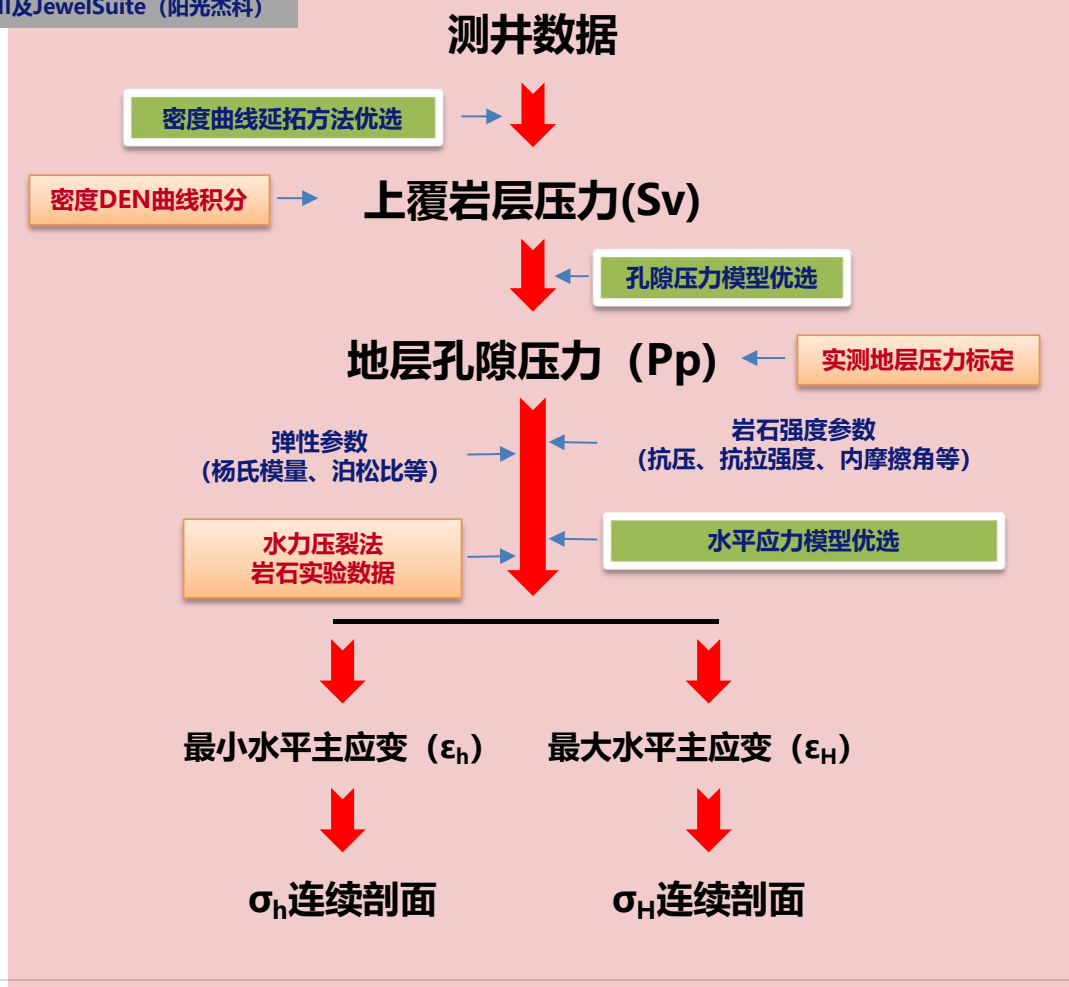 及JewelSuite（阳光杰科）
测井数据
密度曲线延拓方法优选
密度DEN曲线积分
上覆岩层压力(Sv)
孔隙压力模型优选
地层孔隙压力（Pp)
实测地层压力标定
弹性参数
（杨氏模量、泊松比等）
岩石强度参数
（抗压、抗拉强度、内摩擦角等）
水力压裂法
岩石实验数据
水平应力模型优选
最小水平主应变（εh）
最大水平主应变（εH）
σh连续剖面
σH连续剖面